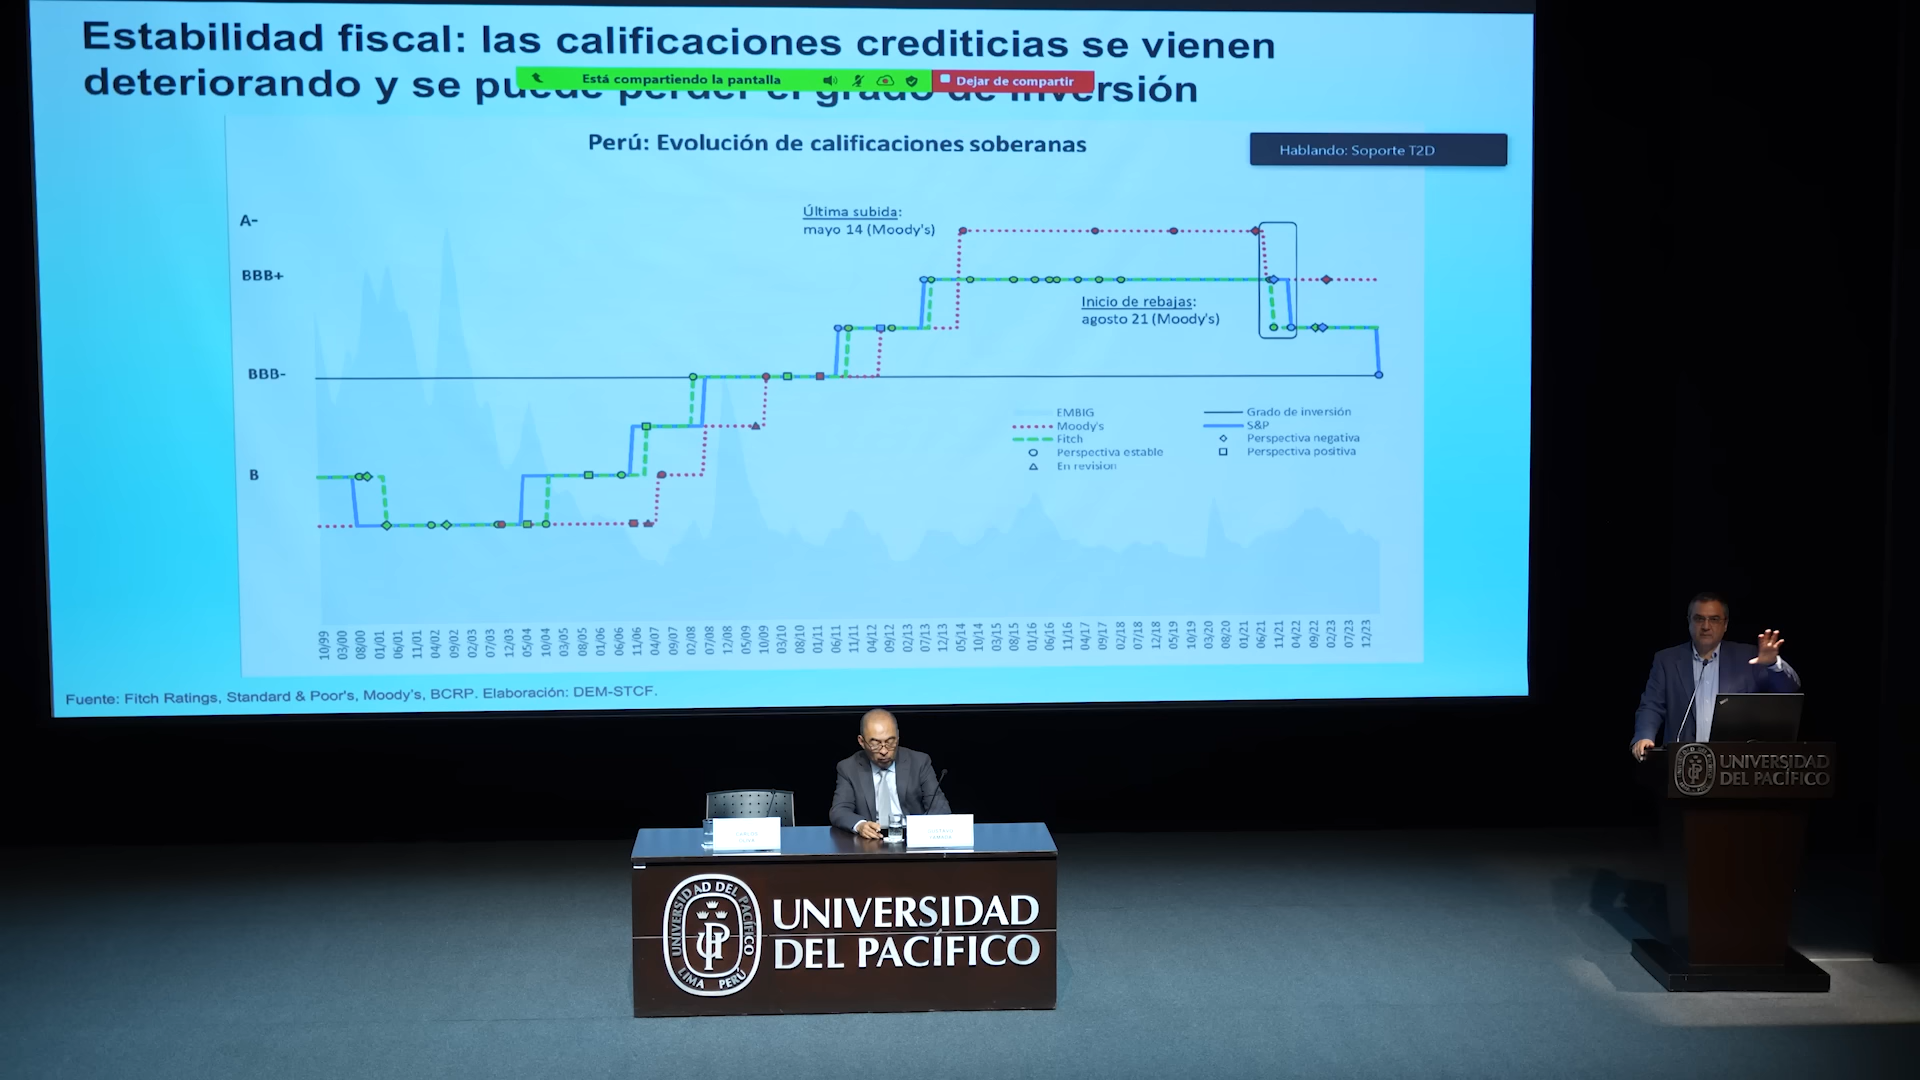 Estabilidad fiscal: las calificaciones crediticias se vienen
deteriorando y se puede perder el grado de inversión
Está compartiendo la pantalla
Dejar de compartir
Perú: Evolución de calificaciones soberanas
Hablando: Soporte T2D
A-
BBB+
BBB-
B
Última subida:
mayo 14 (Moody's)
Inicio de rebajas:
agosto 21 (Moody's)
EMBIG
Moody's
Fitch
Perspectiva estable
En revision
Grado de inversión
S&P
Perspectiva negativa
Perspectiva positiva
10/99 03/00 08/00 01/01 06/01 11/01 04/02 09/02 02/03 07/03 12/03 05/04 10/04 03/05 08/05 01/06 06/06 11/06 04/07 09/07 02/08 07/08 12/08 05/09 10/09 03/10 08/10 01/11 06/11 11/11 04/12 09/12 02/13 07/13 12/13 05/14 10/14 03/15 08/15 01/16 06/16 11/16 04/17 09/17 02/18 07/18 12/18 05/19 10/19 03/20 08/20 01/21 06/21 11/21 04/22 09/22 02/23 07/23 12/23
Fuente: Fitch Ratings, Standard & Poor's, Moody's, BCRP. Elaboración: DEM-STCF.
UNIVERSIDAD
DEL PACÍFICO
UNIVERSIDAD DEL PACÍFICO
LIMA PERÚ
UP
UNIVERSIDAD
DEL PACÍFICO